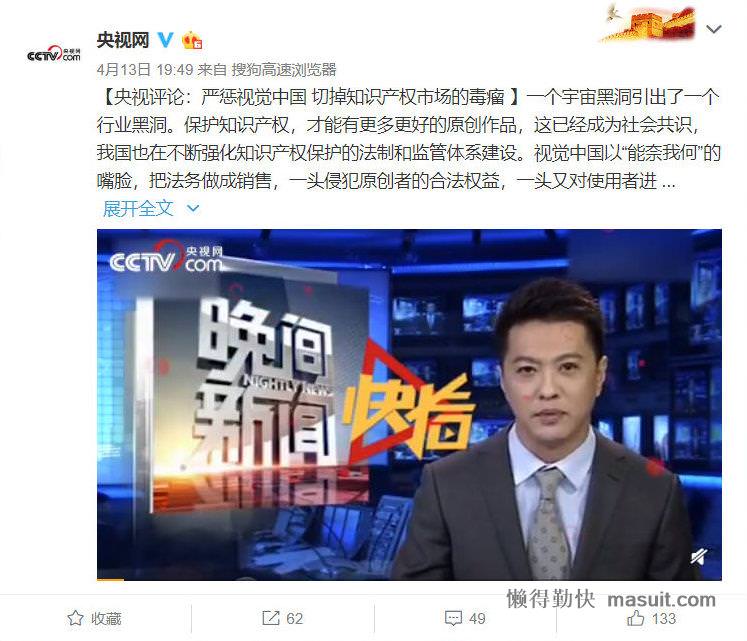 央视网
CCTV.com 央视网
4月13日 19:49 来自 搜狗高速浏览器
【央视评论：严惩视觉中国 切掉知识产权市场的毒瘤 】一个宇宙黑洞引出了一个
行业黑洞。保护知识产权，才能有更多更好的原创作品，这已经成为社会共识，
我国也在不断强化知识产权保护的法制和监管体系建设。视觉中国以“能奈我何”的
嘴脸，把法务做成销售，一头侵犯原创者的合法权益，一头又对使用者进 ...
展开全文
CCTV.com 央视网
晚间
NIGHTLY NEWS
新闻
快拍
懒得勤快 masuit.com
收藏 62 49 133